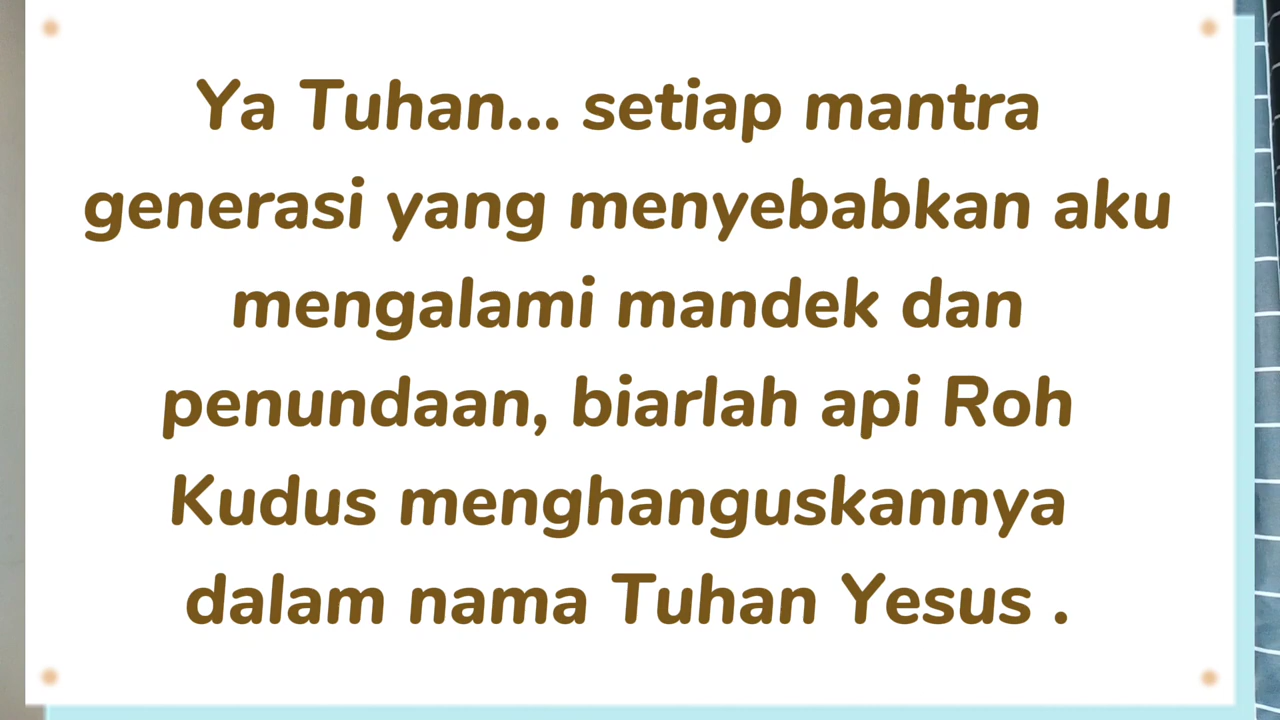 Ya Tuhan... setiap mantra
generasi yang menyebabkan aku
mengalami mandek dan
penundaan, biarlah api Roh
Kudus menghanguskannya
dalam nama Tuhan Yesus .